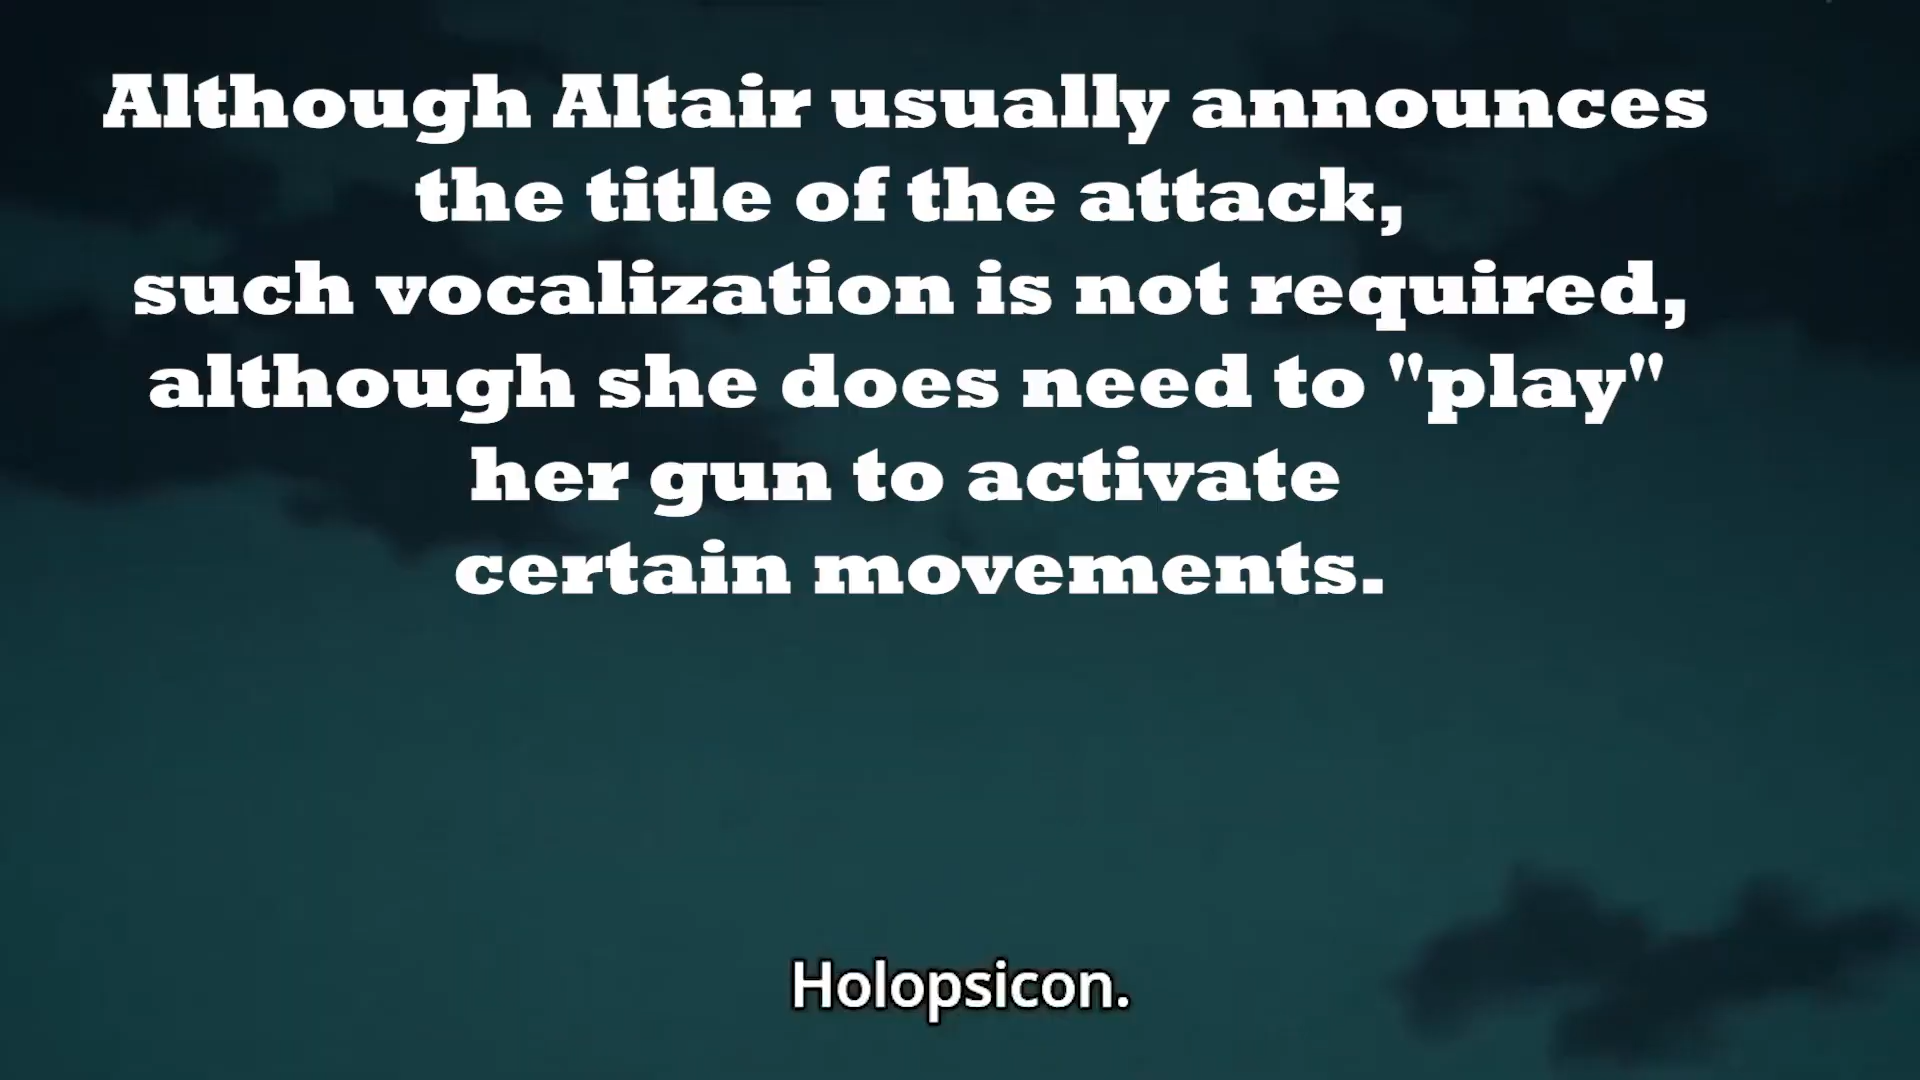 Although Altair usually announces
the title of the attack,
such vocalization is not required,
although she does need to "play"
her gun to activate
certain movements.
Holopsicon.